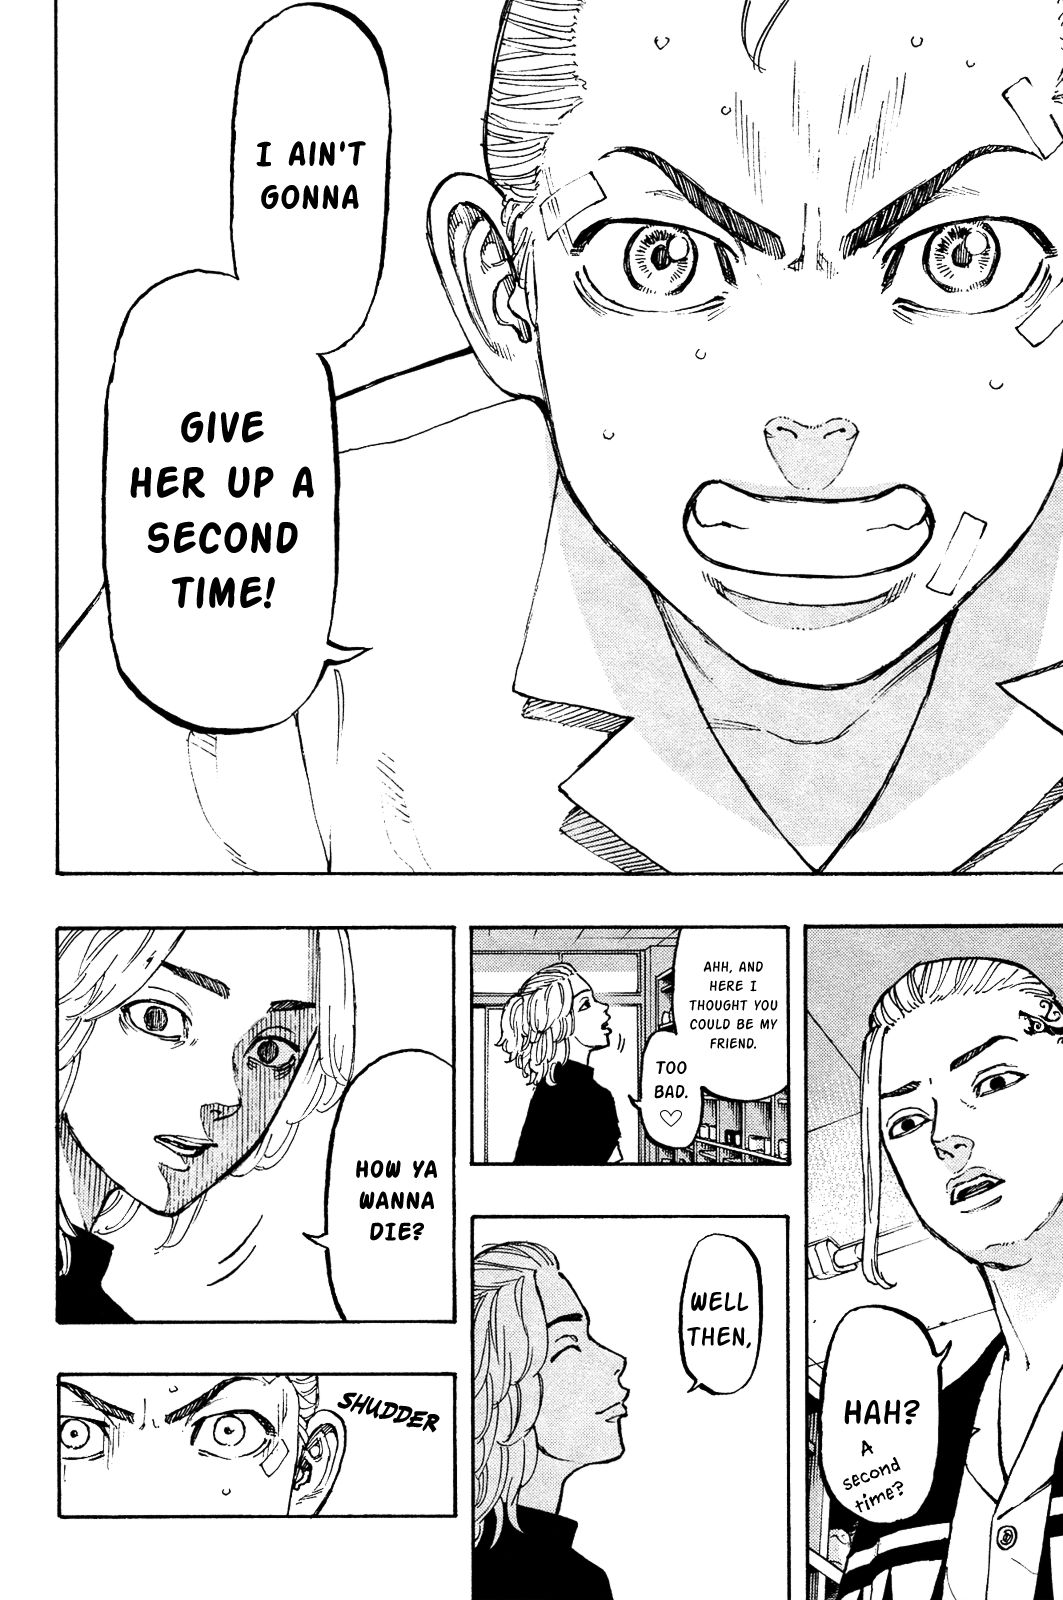 I AIN'T
GONNA
GIVE
HER UP A
SECOND
TIME!
HAH?
A
second
time?
AHH, AND
HERE I
THOUGHT YOU
COULD BE MY
FRIEND.
TOO
BAD.
WELL
THEN,
HOW YA
WANNA
DIE?
SHUDDER